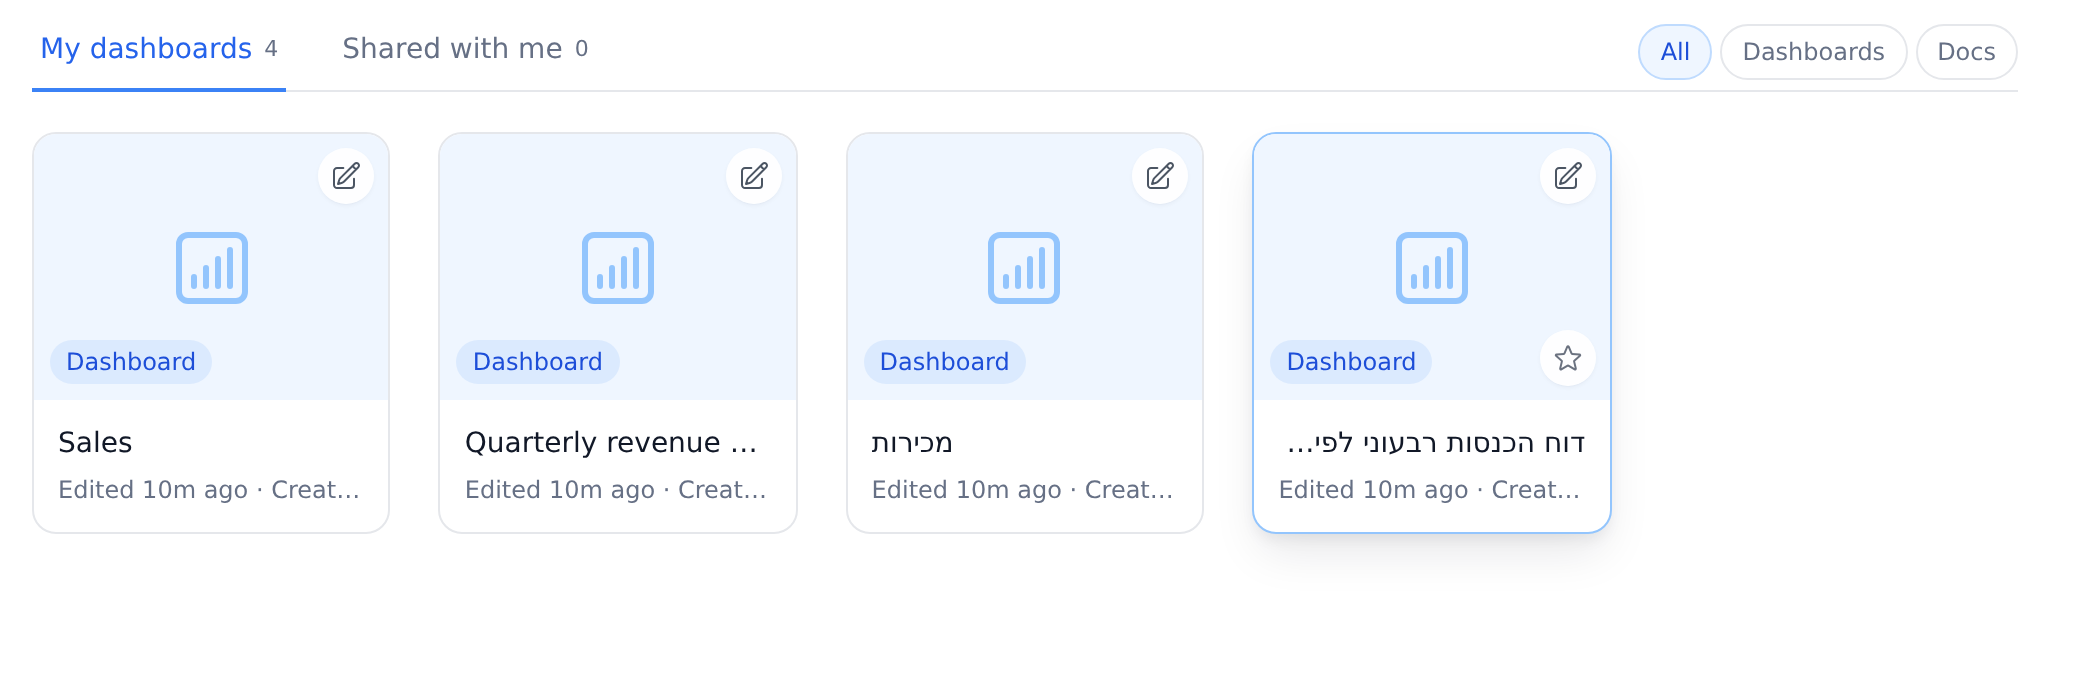 My dashboards 4
Shared with me 0
All
Dashboards
Docs
Dashboard
Sales
Edited 10m ago · Creat...
Dashboard
Quarterly revenue ...
Edited 10m ago · Creat...
Dashboard
מכירות
Edited 10m ago · Creat...
Dashboard
דוח הכנסות רבעוני לפי...
Edited 10m ago · Creat...